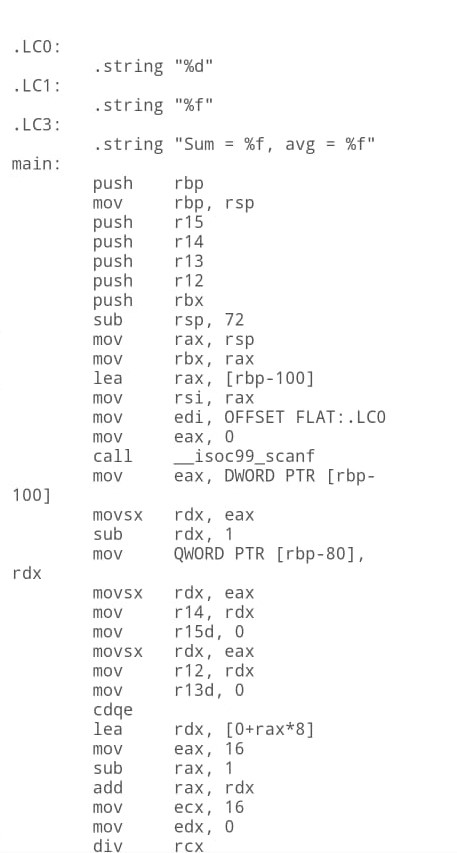 .LC0:
.string "%d"
.LC1:
.string "%f"
.LC3:
.string "Sum = %f, avg = %f"
main:
push rbp
mov rbp, rsp
push r15
push r14
push r13
push r12
push rbx
sub rsp, 72
mov rax, rsp
mov rbx, rax
lea rax, [rbp-100]
mov rsi, rax
mov edi, OFFSET FLAT:.LC0
mov eax, 0
call __isoc99_scanf
mov eax, DWORD PTR [rbp-
100]
movsx rdx, eax
sub rdx, 1
mov QWORD PTR [rbp-80],
rdx
movsx rdx, eax
mov r14, rdx
mov r15d, 0
movsx rdx, eax
mov r12, rdx
mov r13d, 0
cdqe
lea rdx, [0+rax*8]
mov eax, 16
sub rax, 1
add rax, rdx
mov ecx, 16
mov edx, 0
div rcx